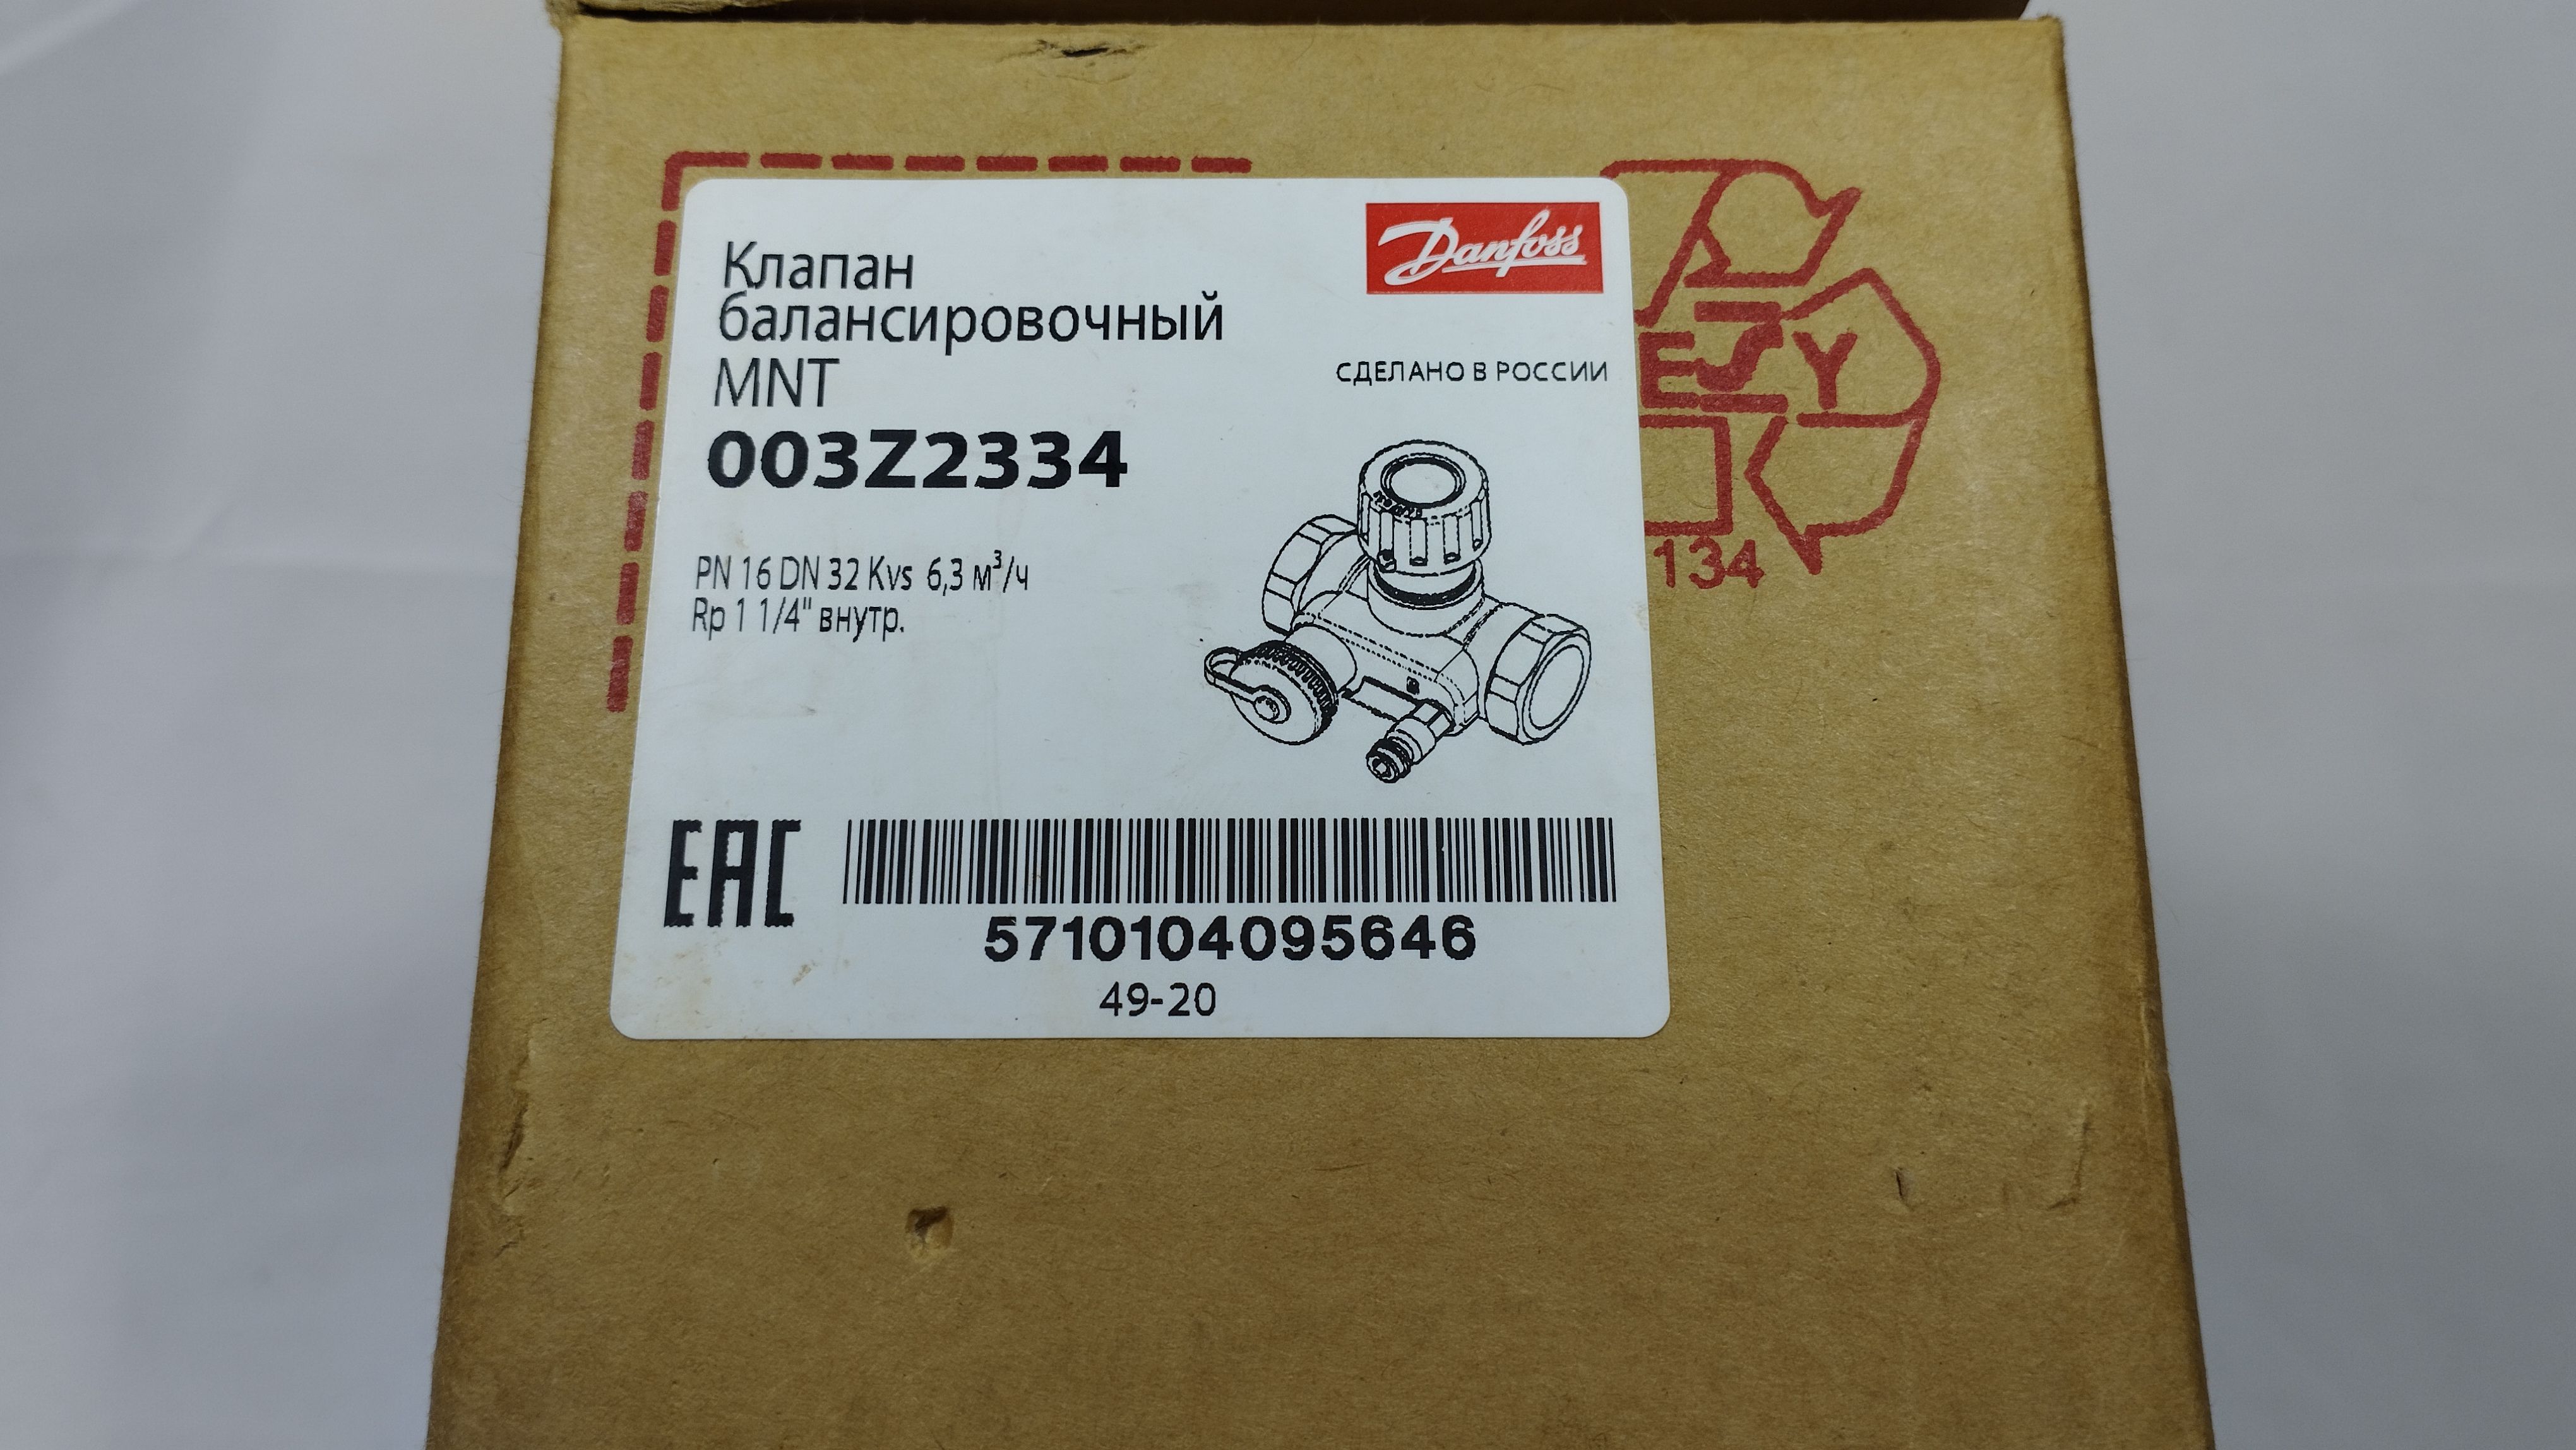 Danfoss
Клапан
балансировочный
MNT
СДЕЛАНО В РОССИИ
003Z2334
PN 16 DN 32 Kvs 6,3 м³/ч
Rp 1 1/4" внутр.
EAC
5710104095646
49-20
134